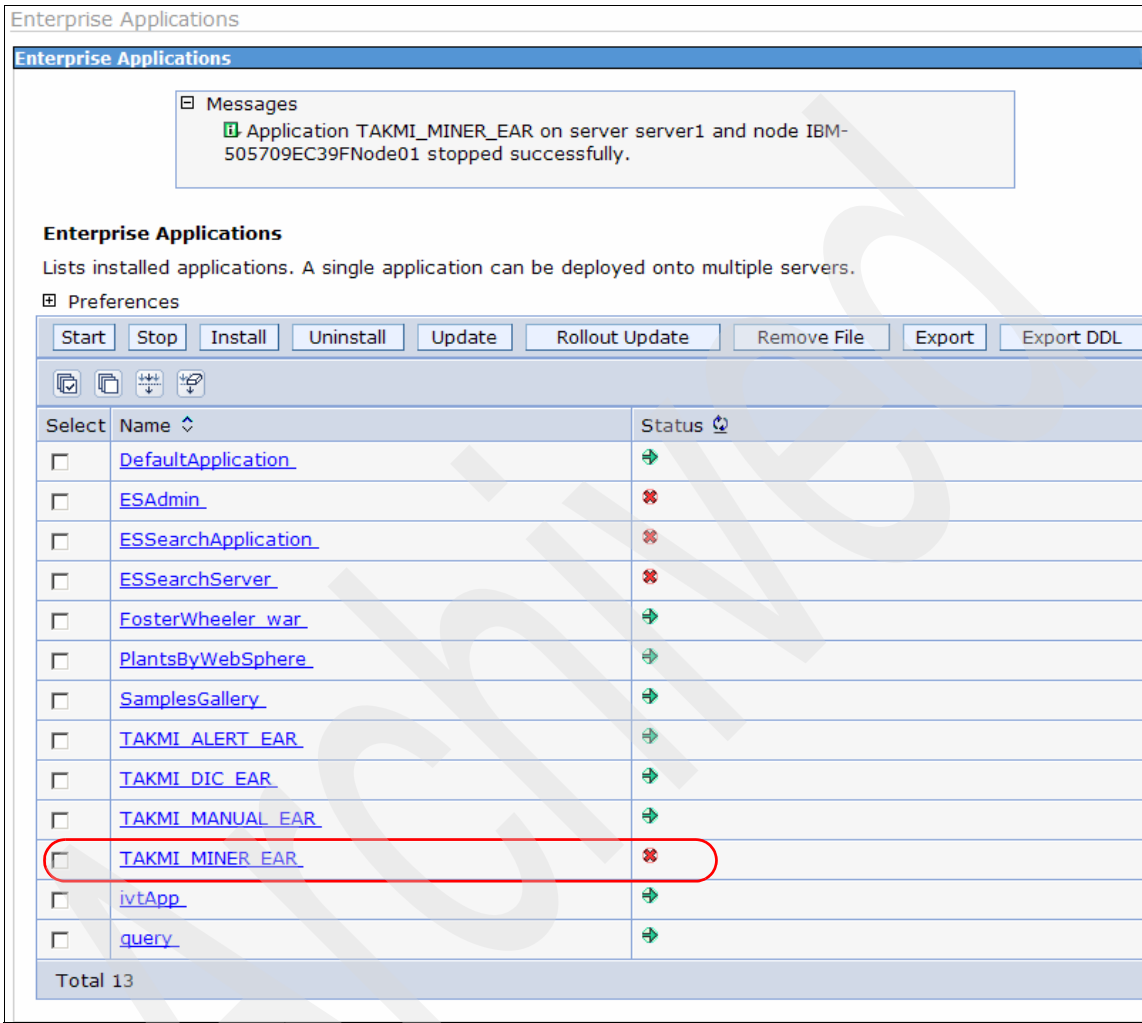 Enterprise Applications
Enterprise Applications
Messages
Application TAKMI_MINER_EAR on server server1 and node IBM-
505709EC39FNode01 stopped successfully.
Enterprise Applications
Lists installed applications. A single application can be deployed onto multiple servers.
Preferences
Start Stop Install Uninstall Update Rollout Update Remove File Export Export DDL
Select Name Status
DefaultApplication
ESAdmin
ESSearchApplication
ESSearchServer
FosterWheeler_war
PlantsByWebSphere
SamplesGallery
TAKMI_ALERT_EAR
TAKMI_DIC_EAR
TAKMI_MANUAL_EAR
TAKMI_MINER_EAR
ivtApp
query
Total 13
Archived